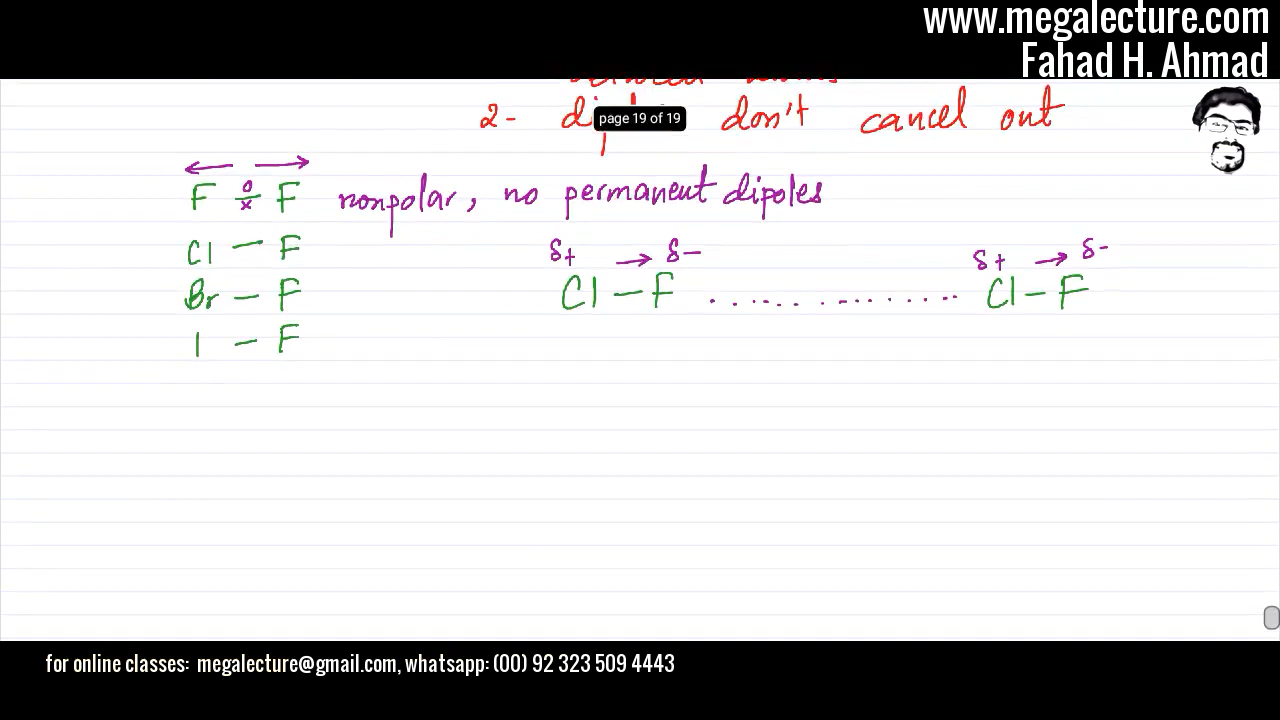 www.megalecture.com
Fahad H. Ahmad
2- don't cancel out
page 19 of 19
F o x F nonpolar, no permanent dipoles
Cl — F
δ+ → δ− δ+ → δ−
Br — F Cl — F .............. Cl — F
I — F
for online classes: megalecture@gmail.com, whatsapp: (00) 92 323 509 4443